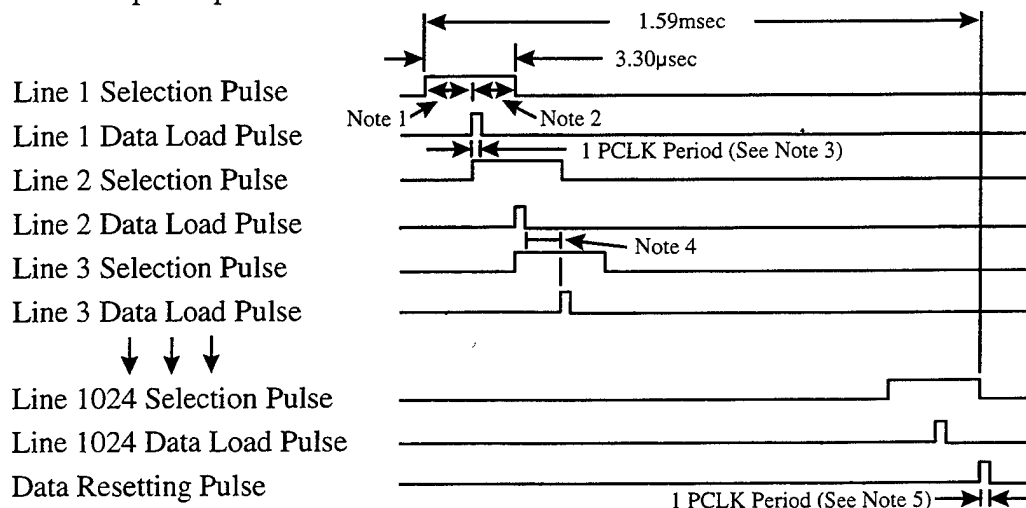 1.59msec
3.30µsec
Line 1 Selection Pulse
Note 1
Note 2
Line 1 Data Load Pulse
1 PCLK Period (See Note 3)
Line 2 Selection Pulse
Line 2 Data Load Pulse
Note 4
Line 3 Selection Pulse
Line 3 Data Load Pulse
Line 1024 Selection Pulse
Line 1024 Data Load Pulse
Data Resetting Pulse
1 PCLK Period (See Note 5)